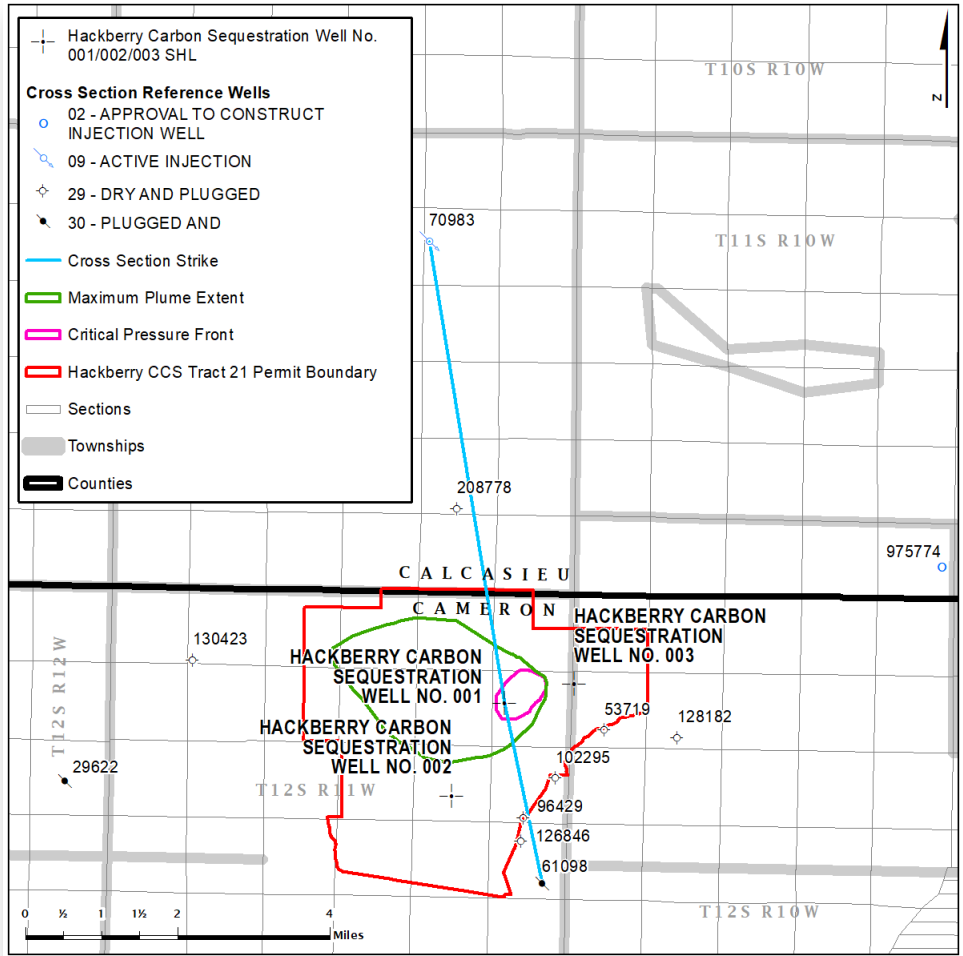 Hackberry Carbon Sequestration Well No.
001/002/003 SHL
Cross Section Reference Wells
02 - APPROVAL TO CONSTRUCT
INJECTION WELL
09 - ACTIVE INJECTION
29 - DRY AND PLUGGED
30 - PLUGGED AND
Cross Section Strike
Maximum Plume Extent
Critical Pressure Front
Hackberry CCS Tract 21 Permit Boundary
Sections
Townships
Counties
T10S R10W
N
70983
T11S R10W
208778
975774
CALCASIEU
CAMERON
HACKBERRY CARBON
SEQUESTRATION
WELL NO. 003
130423
HACKBERRY CARBON
SEQUESTRATION
WELL NO. 001
T12S R12W
53719
128182
HACKBERRY CARBON
SEQUESTRATION
WELL NO. 002
102295
29622
T12S R11W
96429
126846
61098
T12S R10W
0 ½ 1 1½ 2 4
Miles